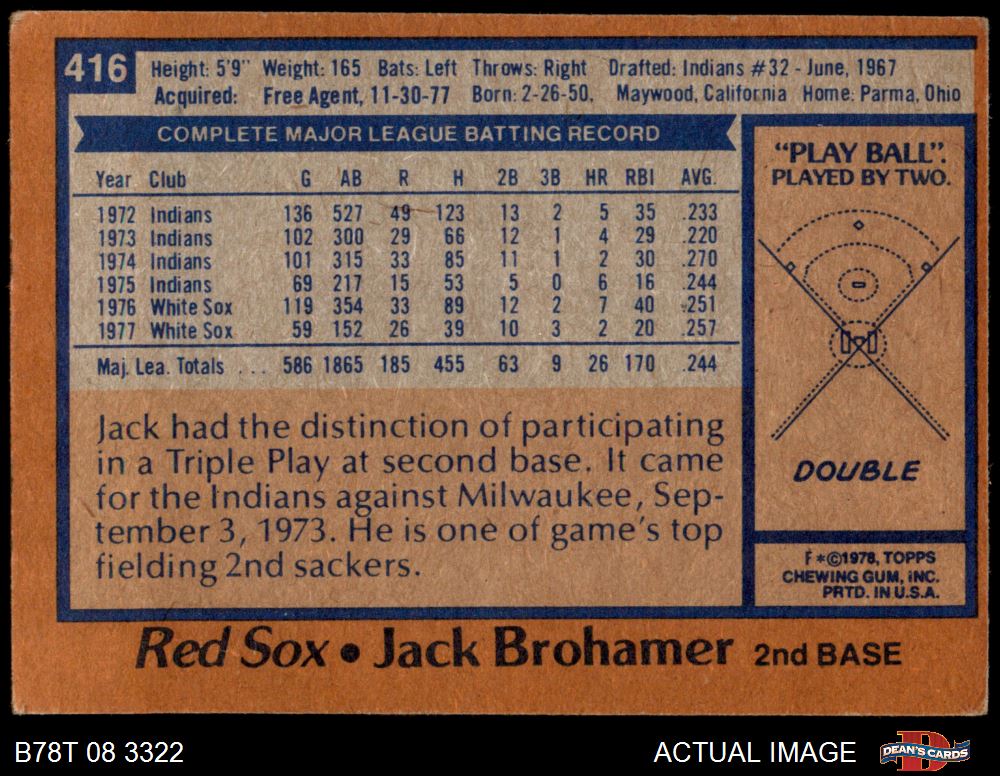 416
Height: 5'9" Weight: 165 Bats: Left Throws: Right Drafted: Indians #32 - June, 1967
Acquired: Free Agent, 11-30-77 Born: 2-26-50, Maywood, California Home: Parma, Ohio
COMPLETE MAJOR LEAGUE BATTING RECORD
Year Club G AB R H 2B 3B HR RBI AVG.
1972 Indians 136 527 49 123 13 2 5 35 .233
1973 Indians 102 300 29 66 12 1 4 29 .220
1974 Indians 101 315 33 85 11 1 2 30 .270
1975 Indians 69 217 15 53 5 0 6 16 .244
1976 White Sox 119 354 33 89 12 2 7 40 .251
1977 White Sox 59 152 26 39 10 3 2 20 .257
Maj. Lea. Totals ... 586 1865 185 455 63 9 26 170 .244
Jack had the distinction of participating
in a Triple Play at second base. It came
for the Indians against Milwaukee, Sep-
tember 3, 1973. He is one of game's top
fielding 2nd sackers.
"PLAY BALL".
PLAYED BY TWO.
DOUBLE
F*©1978, TOPPS
CHEWING GUM, INC.
PRTD. IN U.S.A.
Red Sox • Jack Brohamer 2nd BASE
B78T 08 3322
ACTUAL IMAGE
DEAN'S CARDS